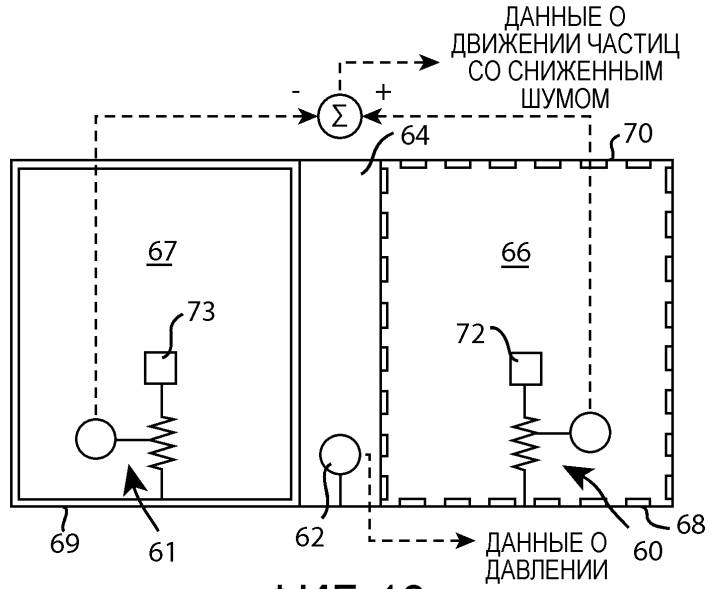 ДАННЫЕ О
ДВИЖЕНИИ ЧАСТИЦ
СО СНИЖЕННЫМ
ШУМОМ
- Σ +
64
70
67
66
73
72
69
61
62
60
68
ДАННЫЕ О
ДАВЛЕНИИ